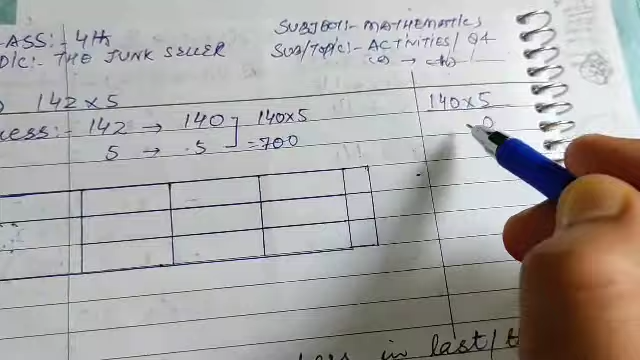 ASS:- 4th
SUBJECT:- MATHEMATICS
PIC:- THE JUNK SELLER
SUB/TOPIC:- ACTIVITIES/Q4
(a) → (h)
142 x 5
140 x 5
0
ess:- 142 → 140 ] 140 x 5
5 → 5 = 700
in last/